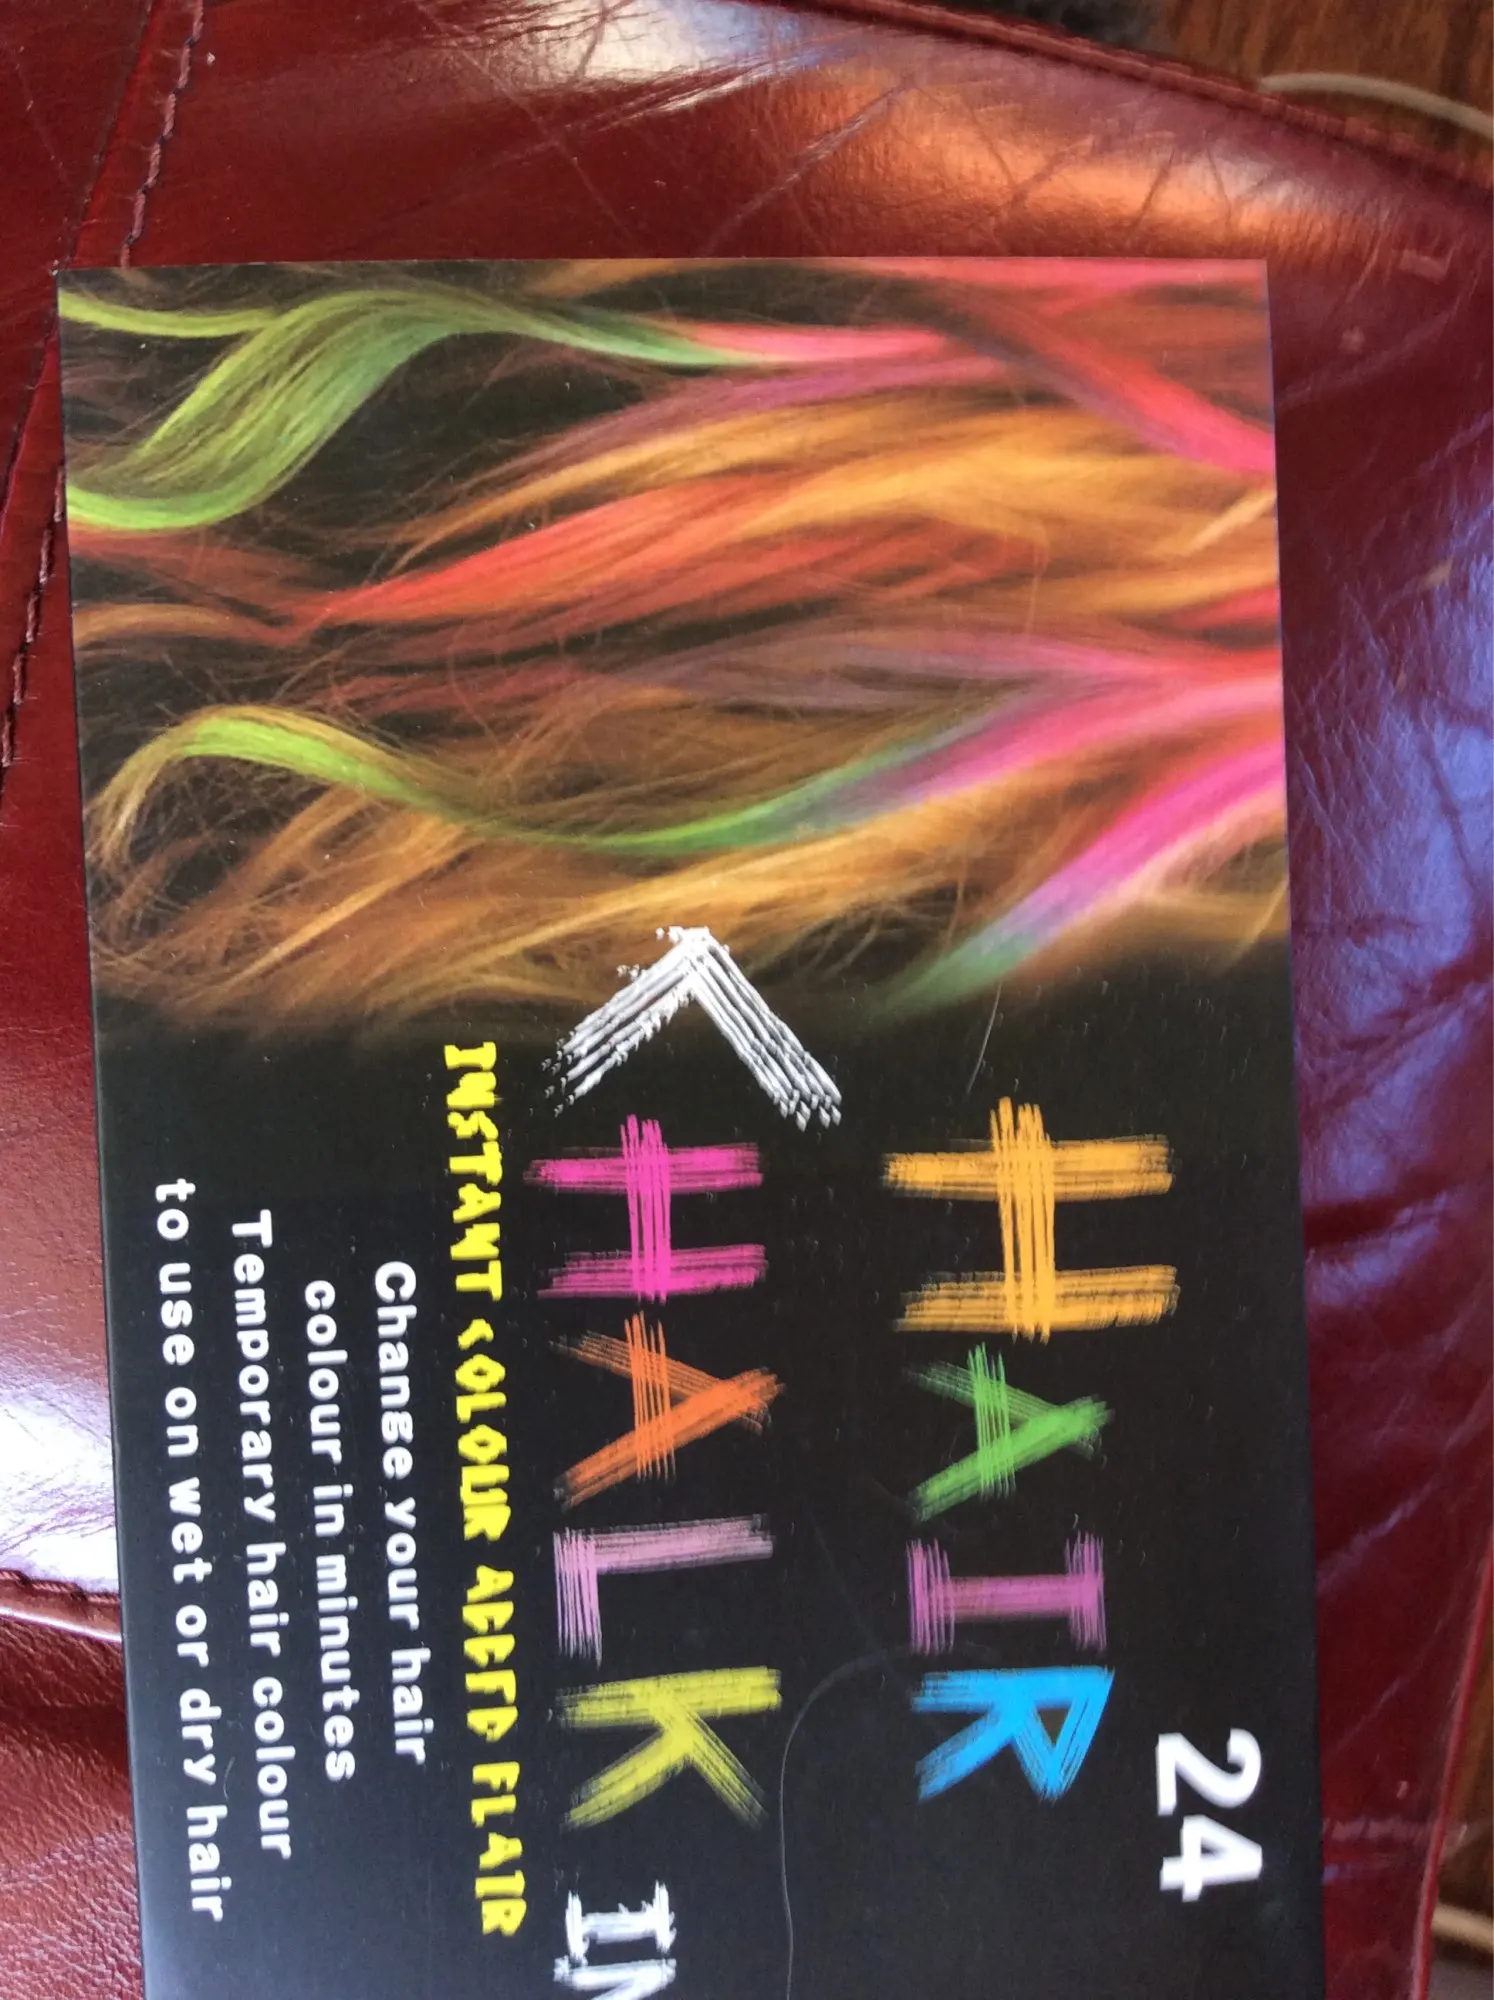 24
HAIR
CHALK
INSTANT COLOUR ADDED FLAIR
Change your hair
colour in minutes
Temporary hair colour
to use on wet or dry hair